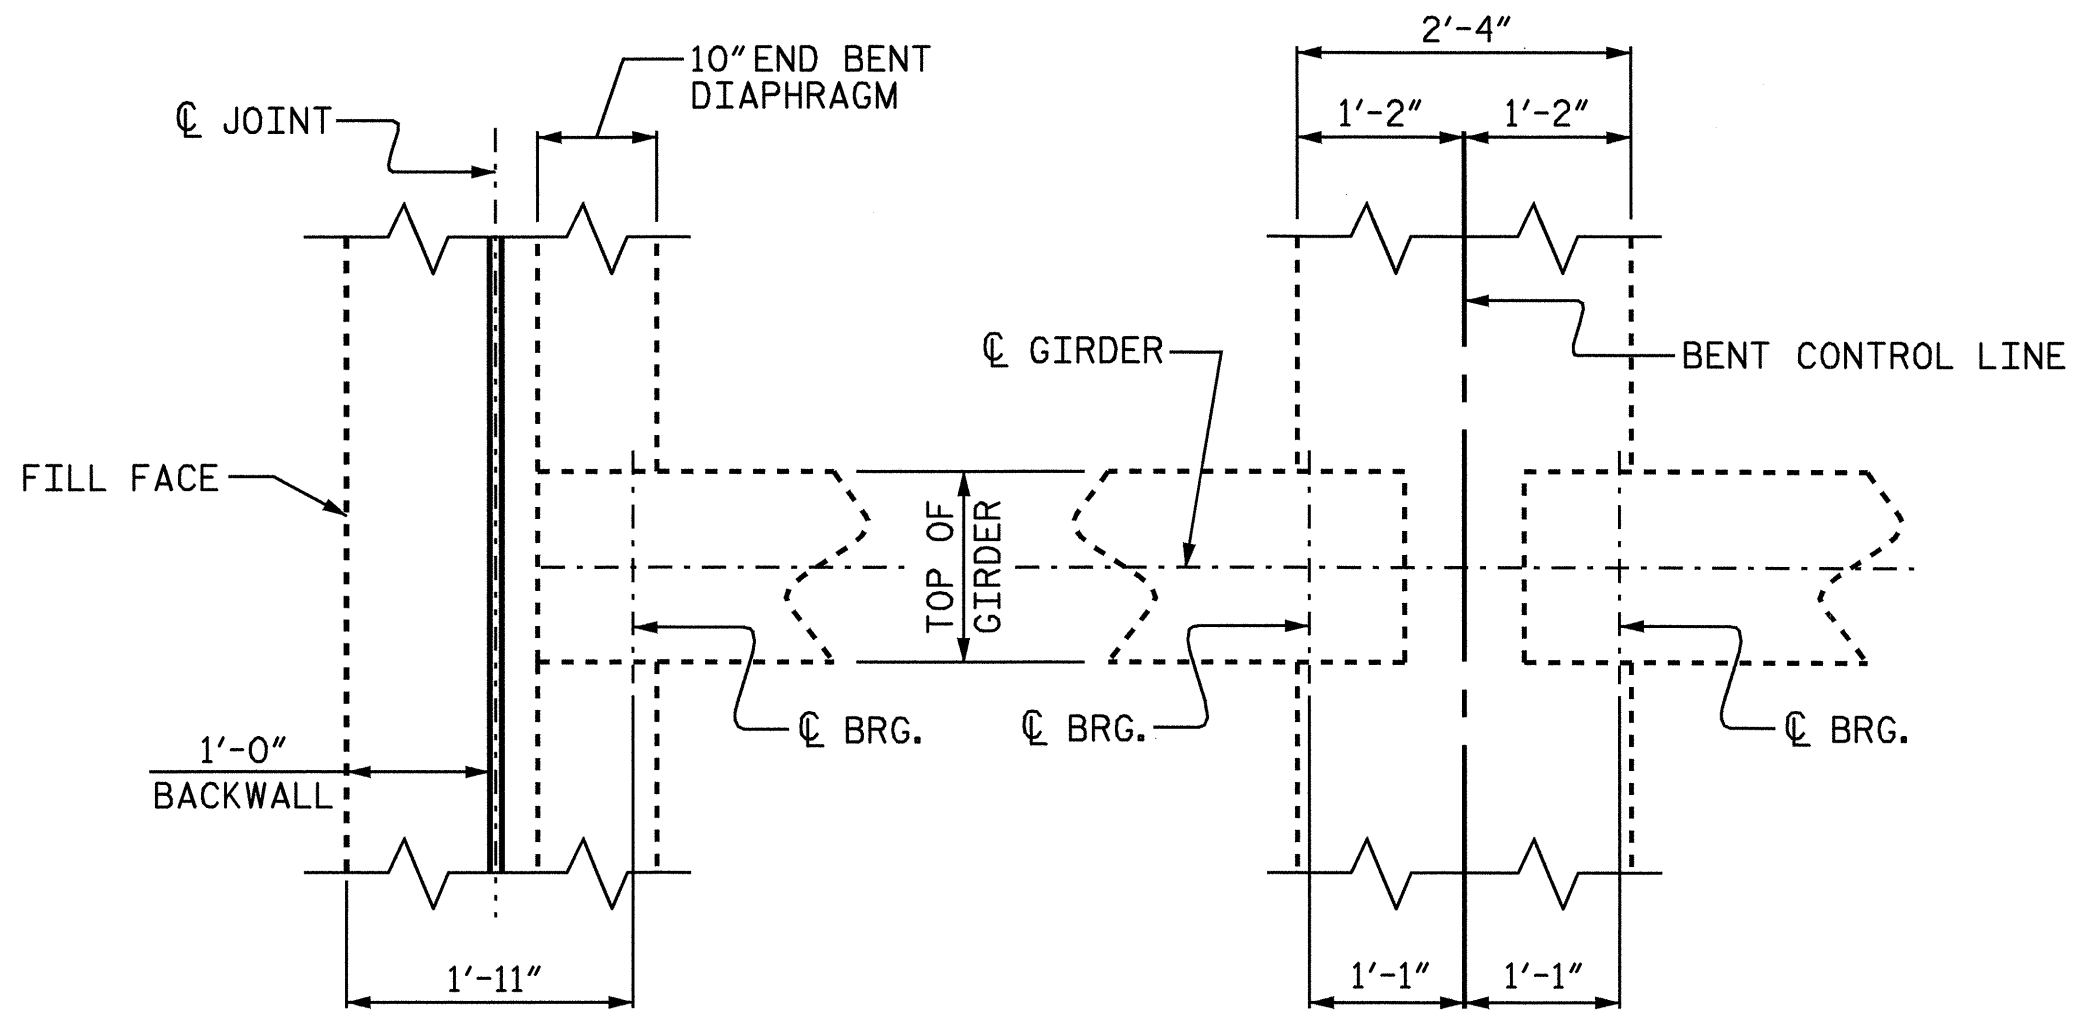 2'-4"
10" END BENT
DIAPHRAGM
℄ JOINT
1'-2"
1'-2"
℄ GIRDER
BENT CONTROL LINE
FILL FACE
TOP OF
GIRDER
℄ BRG.
℄ BRG.
℄ BRG.
1'-0"
BACKWALL
1'-11"
1'-1"
1'-1"